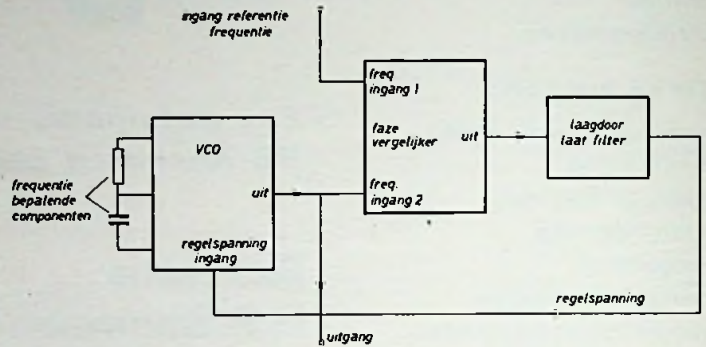 ingang referentie
frequentie
freq
ingang 1
faze
vergelijker
uit
freq.
ingang 2
laagdoor
laat filter
VCO
uit
regelspanning
ingang
frequentie
bepalende
componenten
regelspanning
uitgang